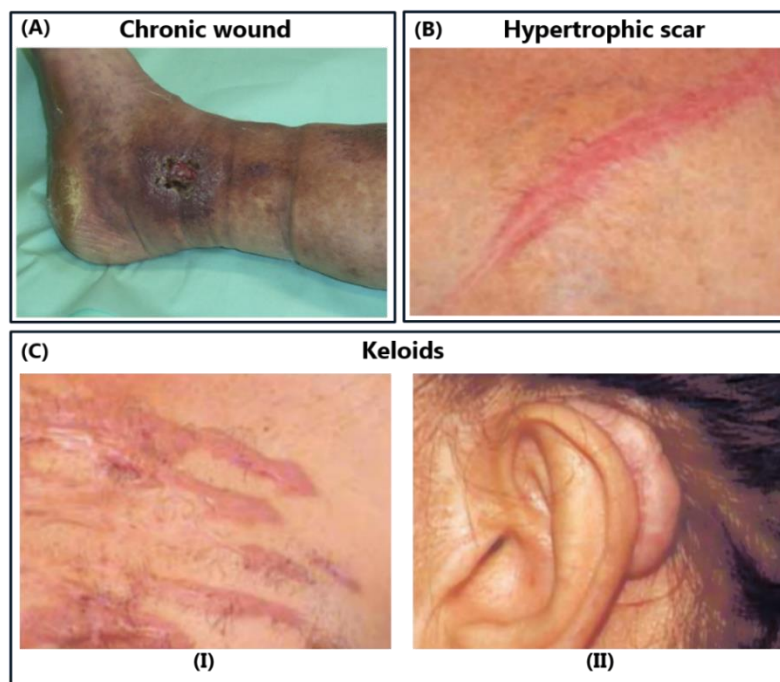 (A) Chronic wound
(B) Hypertrophic scar
(C) Keloids
(I)
(II)